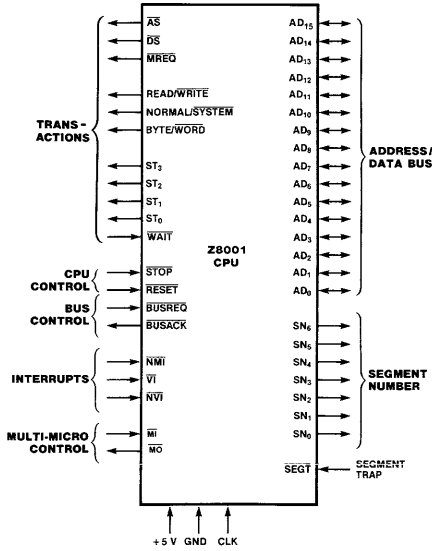 TRANS-
ACTIONS
AS
DS
MREQ
READ/WRITE
NORMAL/SYSTEM
BYTE/WORD
ST3
ST2
ST1
ST0
WAIT
CPU
CONTROL
STOP
RESET
BUS
CONTROL
BUSREQ
BUSACK
INTERRUPTS
NMI
VI
NVI
MULTI-MICRO
CONTROL
MI
MO
Z8001
CPU
AD15
AD14
AD13
AD12
AD11
AD10
AD9
AD8
AD7
AD6
AD5
AD4
AD3
AD2
AD1
AD0
ADDRESS/
DATA BUS
SN6
SN5
SN4
SN3
SN2
SN1
SN0
SEGMENT
NUMBER
SEGT
SEGMENT
TRAP
+5 V GND CLK